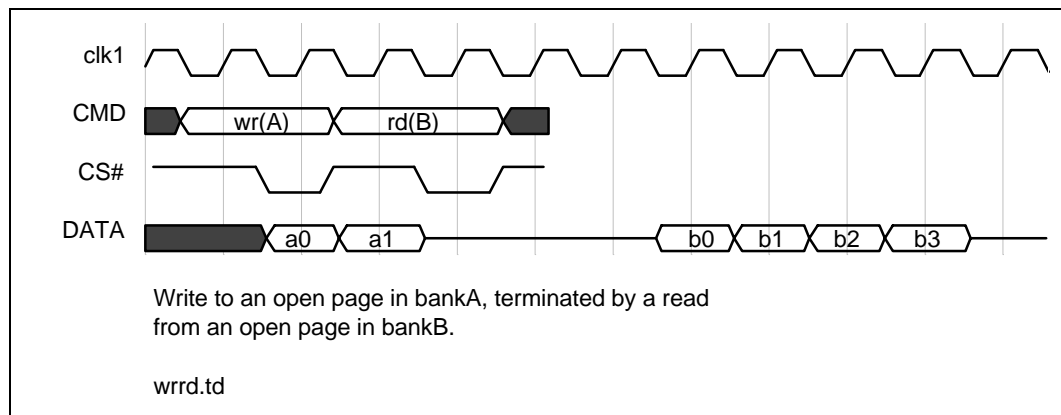 clk1
CMD wr(A) rd(B)
CS#
DATA a0 a1 b0 b1 b2 b3
Write to an open page in bankA, terminated by a read
from an open page in bankB.
wrrd.td